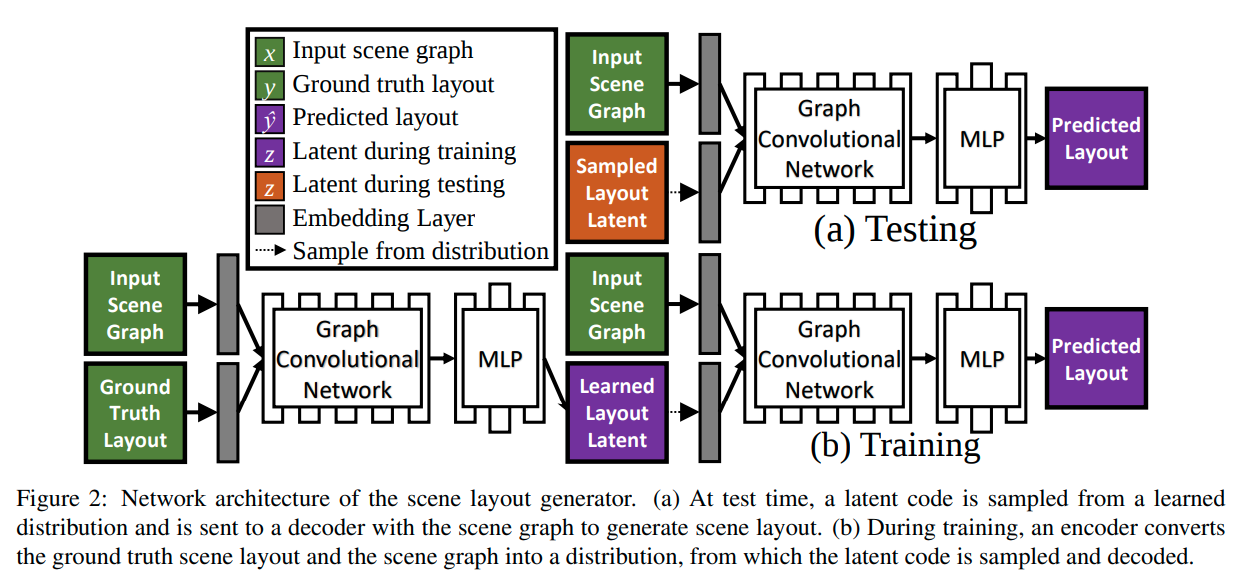 x Input scene graph
y Ground truth layout
ŷ Predicted layout
z Latent during training
z Latent during testing
Embedding Layer
Sample from distribution
Input
Scene
Graph
Sampled
Layout
Latent
Graph
Convolutional
Network
MLP
Predicted
Layout
(a) Testing
Input
Scene
Graph
Ground
Truth
Layout
Graph
Convolutional
Network
MLP
Input
Scene
Graph
Learned
Layout
Latent
Graph
Convolutional
Network
MLP
Predicted
Layout
(b) Training
Figure 2: Network architecture of the scene layout generator. (a) At test time, a latent code is sampled from a learned
distribution and is sent to a decoder with the scene graph to generate scene layout. (b) During training, an encoder converts
the ground truth scene layout and the scene graph into a distribution, from which the latent code is sampled and decoded.